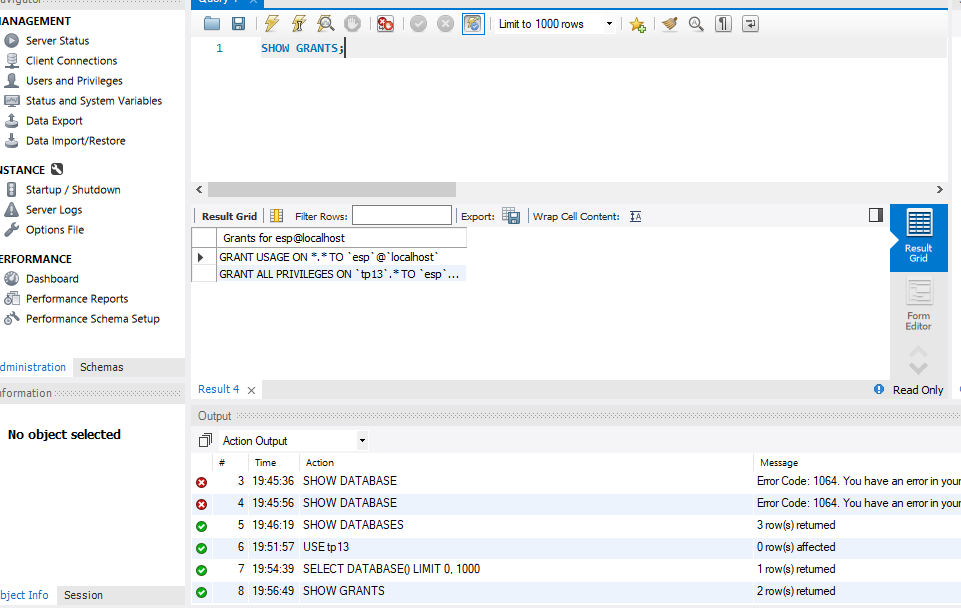 Query 1
MANAGEMENT
Server Status
Client Connections
Users and Privileges
Status and System Variables
Data Export
Data Import/Restore
INSTANCE
Startup / Shutdown
Server Logs
Options File
PERFORMANCE
Dashboard
Performance Reports
Performance Schema Setup
dministration Schemas
nformation
No object selected
bject Info Session
Limit to 1000 rows
1 SHOW GRANTS;
Result Grid Filter Rows: Export: Wrap Cell Content:
Grants for esp@localhost
GRANT USAGE ON *.* TO `esp`@`localhost`
GRANT ALL PRIVILEGES ON `tp13`.* TO `esp`...
Result
Grid
Form
Editor
Result 4 Read Only
Output
Action Output
# Time Action Message
3 19:45:36 SHOW DATABASE Error Code: 1064. You have an error in your
4 19:45:56 SHOW DATABASE Error Code: 1064. You have an error in your
5 19:46:19 SHOW DATABASES 3 row(s) returned
6 19:51:57 USE tp13 0 row(s) affected
7 19:54:39 SELECT DATABASE() LIMIT 0, 1000 1 row(s) returned
8 19:56:49 SHOW GRANTS 2 row(s) returned